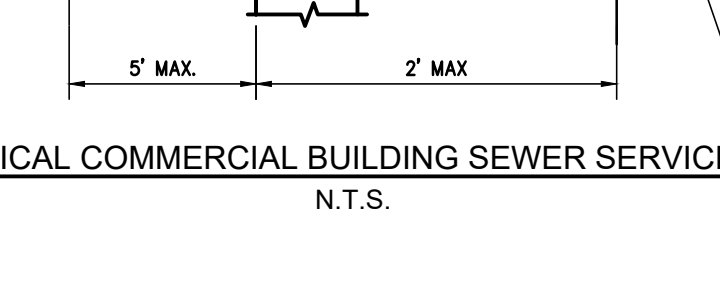 5' MAX. 2' MAX
ICAL COMMERCIAL BUILDING SEWER SERVIC
N.T.S.